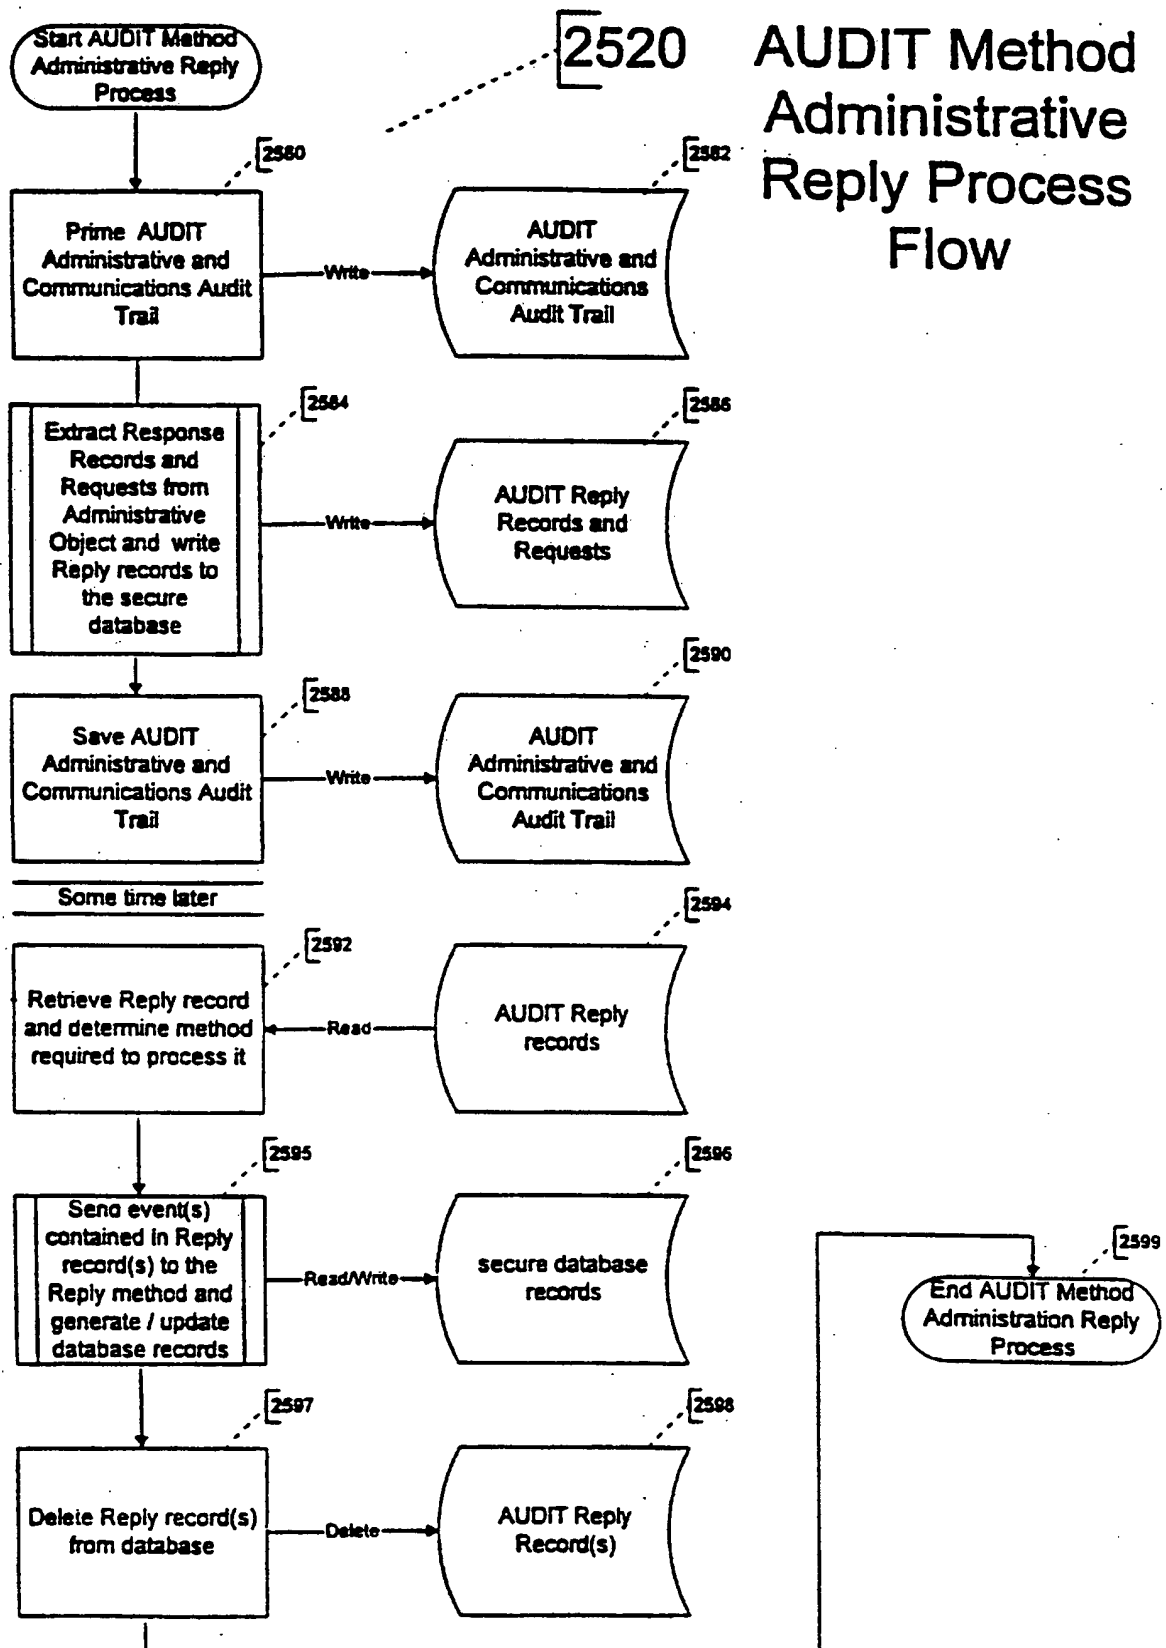 2520
AUDIT Method
Administrative
Reply Process
Flow
Start AUDIT Method
Administrative Reply
Process
2580
Prime AUDIT
Administrative and
Communications Audit
Trail
Write
2582
AUDIT
Administrative and
Communications
Audit Trail
2584
Extract Response
Records and
Requests from
Administrative
Object and write
Reply records to
the secure
database
Write
2586
AUDIT Reply
Records and
Requests
2588
Save AUDIT
Administrative and
Communications Audit
Trail
Write
2590
AUDIT
Administrative and
Communications
Audit Trail
Some time later
2592
Retrieve Reply record
and determine method
required to process it
Read
2594
AUDIT Reply
records
2595
Send event(s)
contained in Reply
record(s) to the
Reply method and
generate / update
database records
Read/Write
2596
secure database
records
2597
Delete Reply record(s)
from database
Delete
2598
AUDIT Reply
Record(s)
2599
End AUDIT Method
Administration Reply
Process